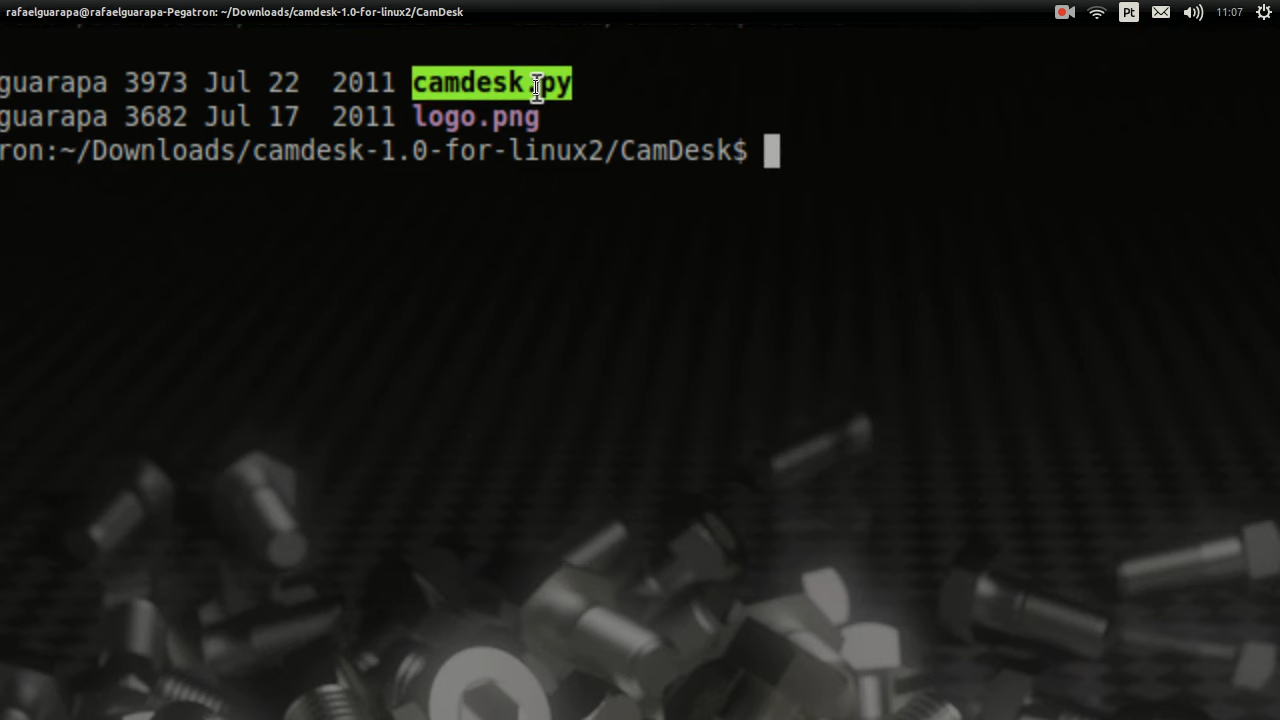 rafaelguarapa@rafaelguarapa-Pegatron: ~/Downloads/camdesk-1.0-for-linux2/CamDesk
Pt
11:07
guarapa 3973 Jul 22  2011 camdesk.py
guarapa 3682 Jul 17  2011 logo.png
ron:~/Downloads/camdesk-1.0-for-linux2/CamDesk$